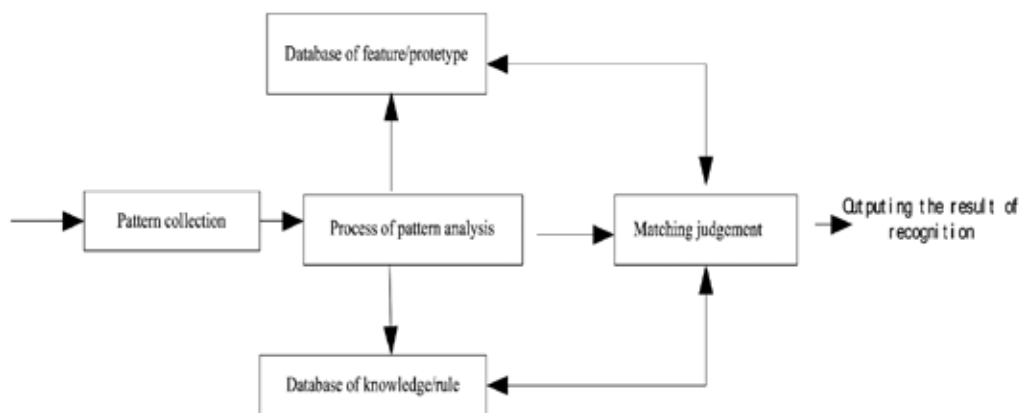 Database of feature/protetype
Pattern collection
Process of pattern analysis
Matching judgement
Outputing the result of
recognition
Database of knowledge/rule